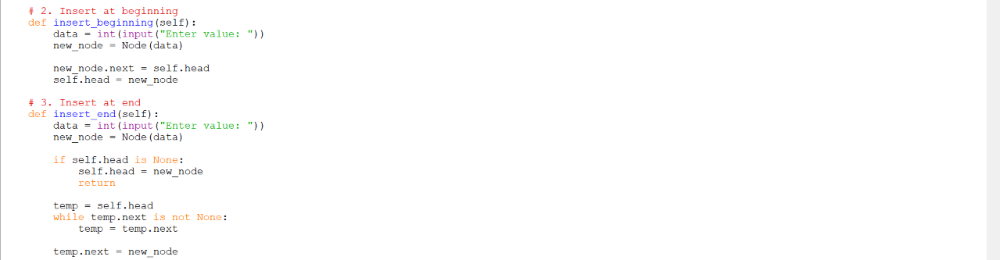 # 2. Insert at beginning
def insert_beginning(self):
    data = int(input("Enter value: "))
    new_node = Node(data)

    new_node.next = self.head
    self.head = new_node

# 3. Insert at end
def insert_end(self):
    data = int(input("Enter value: "))
    new_node = Node(data)

    if self.head is None:
        self.head = new_node
        return

    temp = self.head
    while temp.next is not None:
        temp = temp.next

    temp.next = new_node